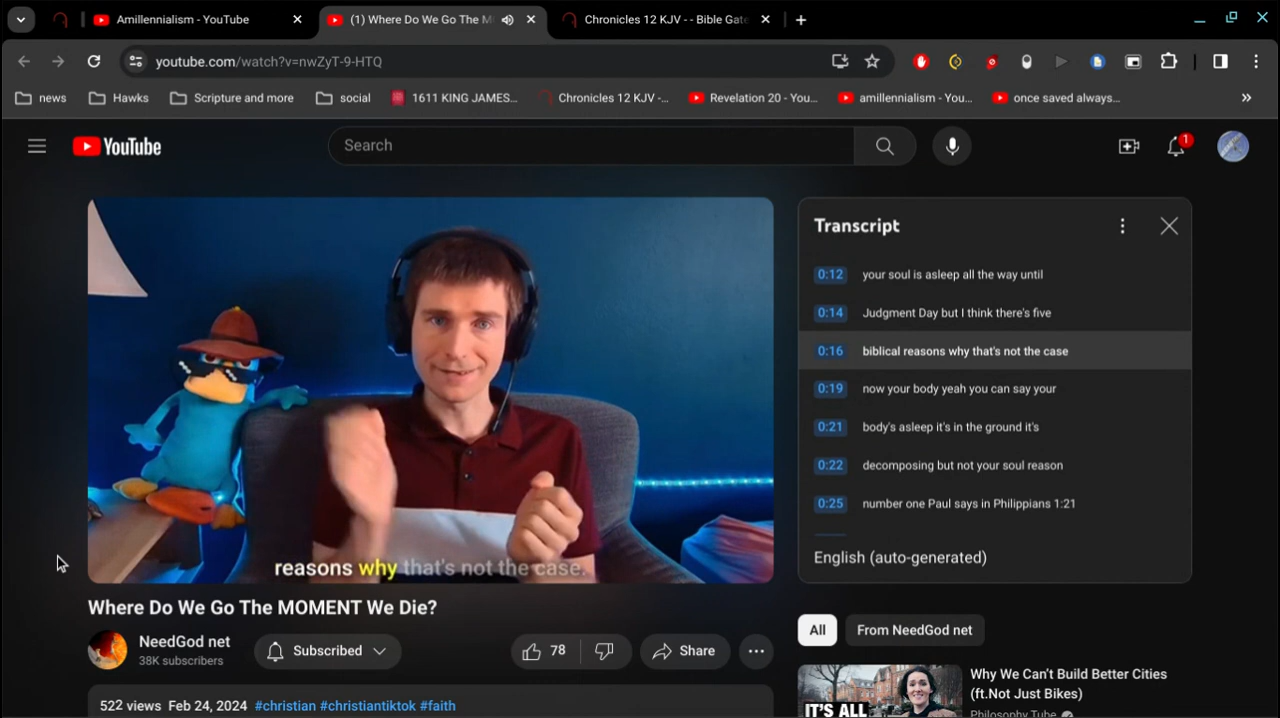 Amillennialism - YouTube
(1) Where Do We Go The M
Chronicles 12 KJV - - Bible Gate
youtube.com/watch?v=nwZyT-9-HTQ
news
Hawks
Scripture and more
social
1611 KING JAMES...
Chronicles 12 KJV -...
Revelation 20 - You...
amillennialism - You...
once saved always...
YouTube
Search
1
Transcript
0:12 your soul is asleep all the way until
0:14 Judgment Day but I think there's five
0:16 biblical reasons why that's not the case
0:19 now your body yeah you can say your
0:21 body's asleep it's in the ground it's
0:22 decomposing but not your soul reason
0:25 number one Paul says in Philippians 1:21
English (auto-generated)
reasons why that's not the case.
Where Do We Go The MOMENT We Die?
NeedGod net
38K subscribers
Subscribed
78
Share
522 views Feb 24, 2024 #christian #christiantiktok #faith
All
From NeedGod net
IT'S ALL
Why We Can't Build Better Cities
(ft.Not Just Bikes)
Philosophy Tube